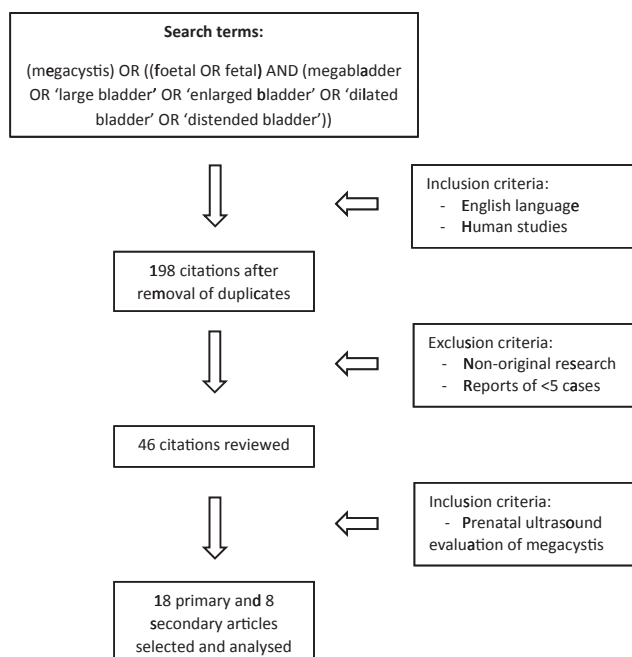 Search terms:
(megacystis) OR ((foetal OR fetal) AND (megabladder
OR ‘large bladder’ OR ‘enlarged bladder’ OR ‘dilated
bladder’ OR ‘distended bladder’))
Inclusion criteria:
- English language
- Human studies
198 citations after
removal of duplicates
Exclusion criteria:
- Non-original research
- Reports of <5 cases
46 citations reviewed
Inclusion criteria:
- Prenatal ultrasound
evaluation of megacystis
18 primary and 8
secondary articles
selected and analysed